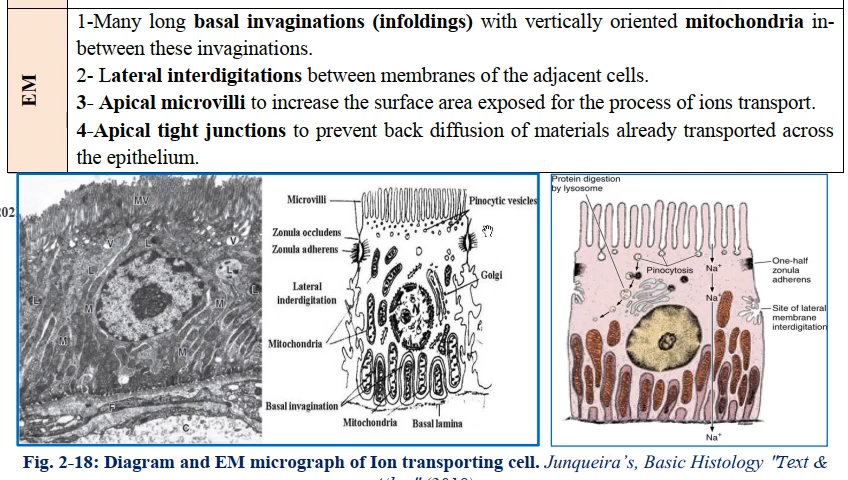 EM
1-Many long basal invaginations (infoldings) with vertically oriented mitochondria in-
between these invaginations.
2- Lateral interdigitations between membranes of the adjacent cells.
3- Apical microvilli to increase the surface area exposed for the process of ions transport.
4-Apical tight junctions to prevent back diffusion of materials already transported across
the epithelium.
202
MV
V
L
V
L
L
L
L
M
M
M
M
F
C
Microvilli
Pinocytic vesicles
Zonula occludens
Zonula adherens
Golgi
Lateral
interdigitation
N
Mitochondria
Basal invagination
Mitochondria
Basal lamina
Protein digestion
by lysosome
Pinocytosis
Na+
Na+
One-half
zonula
adherens
Site of lateral
membrane
interdigitation
Na+
Fig. 2-18: Diagram and EM micrograph of Ion transporting cell. Junqueira’s, Basic Histology "Text &